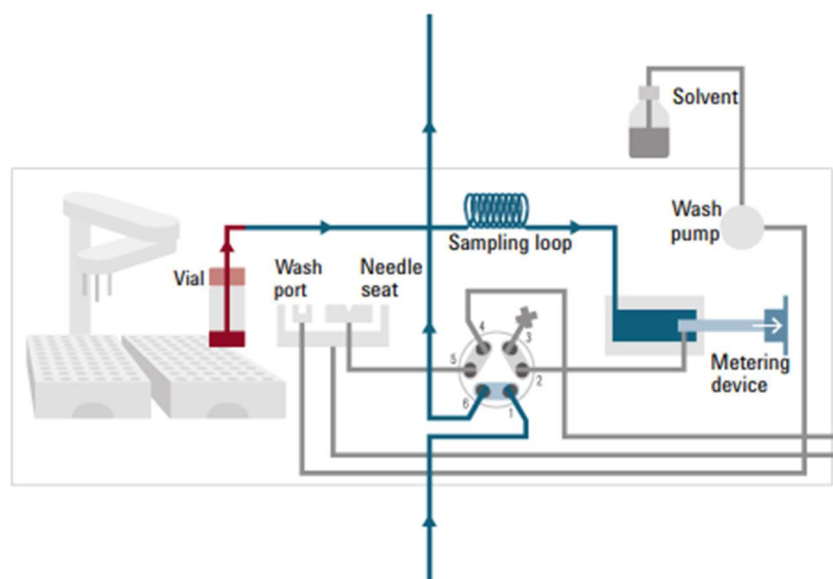 Solvent
Wash
pump
Sampling loop
Vial
Wash
port
Needle
seat
4
3
5
2
6
1
Metering
device